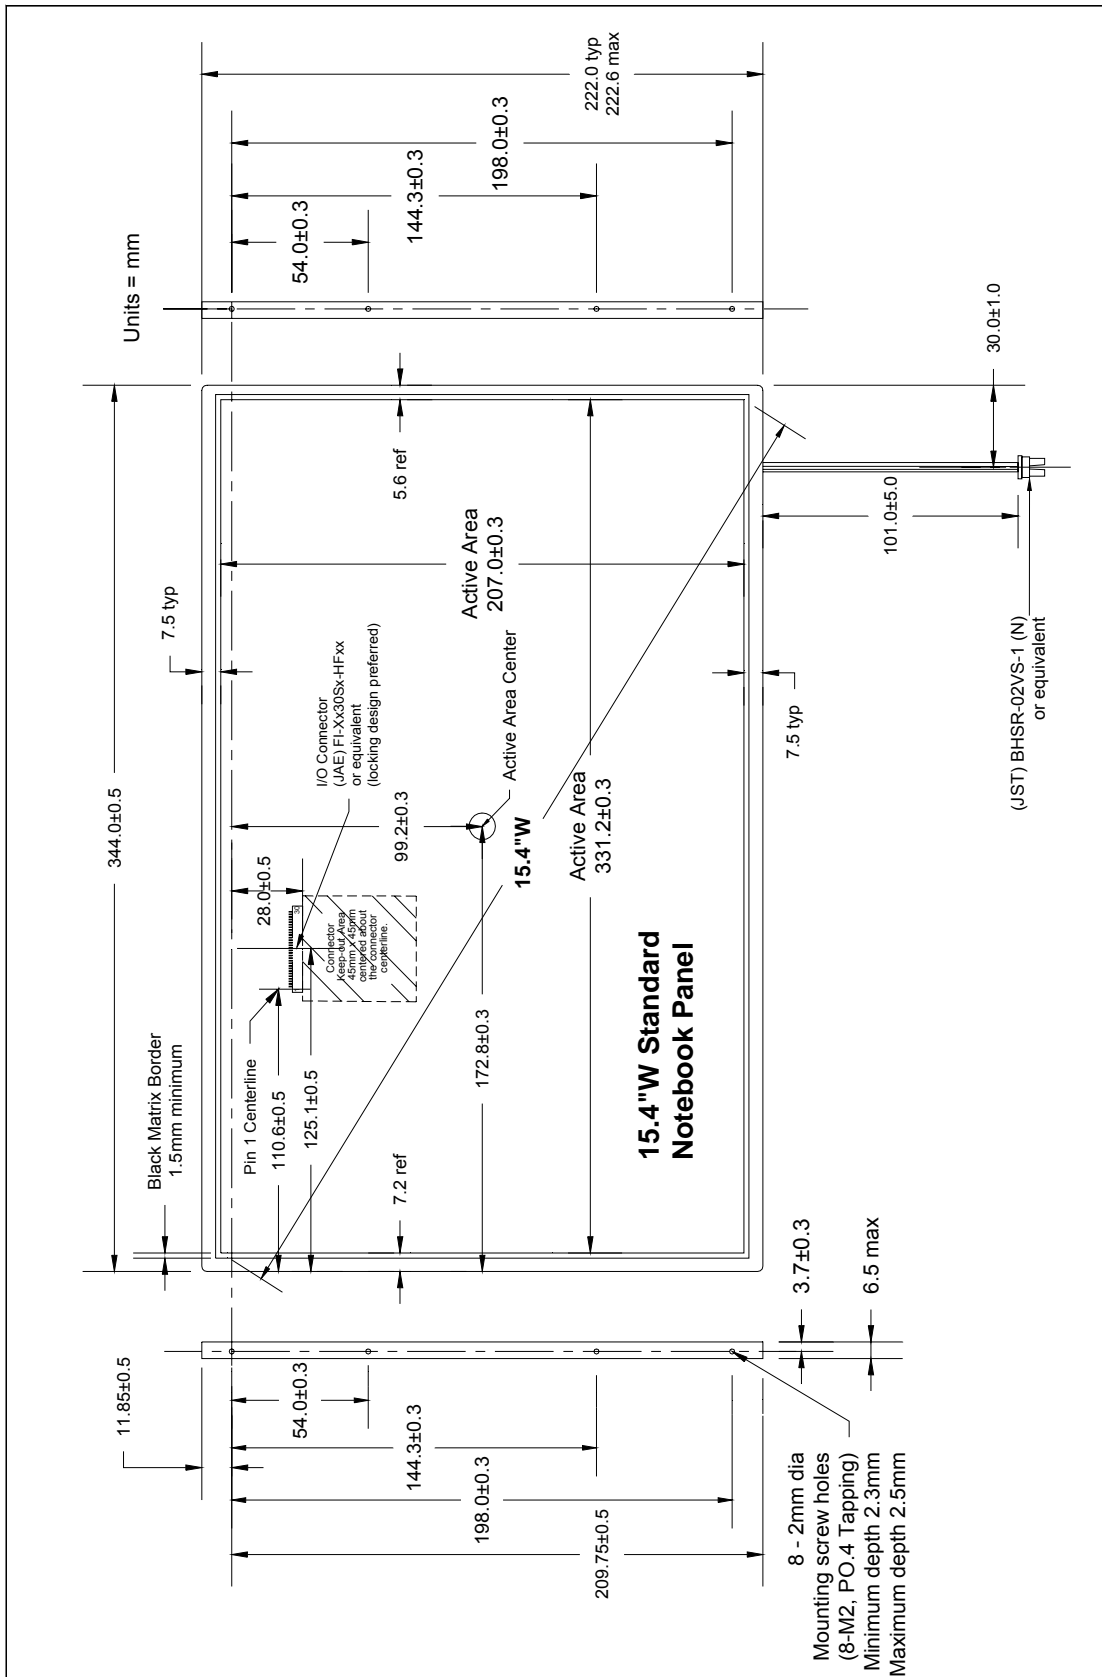 222.0 typ
222.6 max
198.0±0.3
144.3±0.3
54.0±0.3
Units = mm
30.0±1.0
5.6 ref
101.0±5.0
Active Area
207.0±0.3
7.5 typ
I/O Connector
(JAE) FI-Xx30Sx-HFxx
or equivalent
(locking design preferred)
Active Area Center
7.5 typ
(JST) BHSR-02VS-1 (N)
or equivalent
344.0±0.5
28.0±0.5
99.2±0.3
15.4"W
Active Area
331.2±0.3
30
Connector
Keep-out Area
45mm x 45mm
centered about
the connector
centerline.
1
Black Matrix Border
1.5mm minimum
Pin 1 Centerline
110.6±0.5
125.1±0.5
172.8±0.3
7.2 ref
15.4"W Standard
Notebook Panel
3.7±0.3
6.5 max
11.85±0.5
54.0±0.3
144.3±0.3
198.0±0.3
209.75±0.5
8 - 2mm dia
Mounting screw holes
(8-M2, PO.4 Tapping)
Minimum depth 2.3mm
Maximum depth 2.5mm